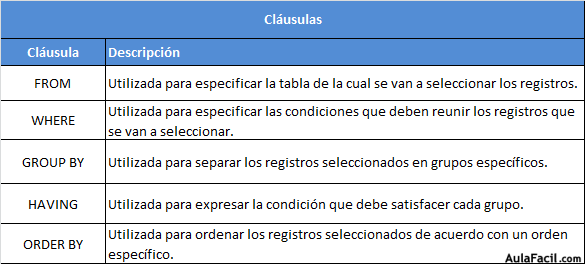 Cláusulas
Cláusula Descripción
FROM Utilizada para especificar la tabla de la cual se van a seleccionar los registros.
WHERE Utilizada para especificar las condiciones que deben reunir los registros que
se van a seleccionar.
GROUP BY Utilizada para separar los registros seleccionados en grupos específicos.
HAVING Utilizada para expresar la condición que debe satisfacer cada grupo.
ORDER BY Utilizada para ordenar los registros seleccionados de acuerdo con un orden
específico.
AulaFacil.com